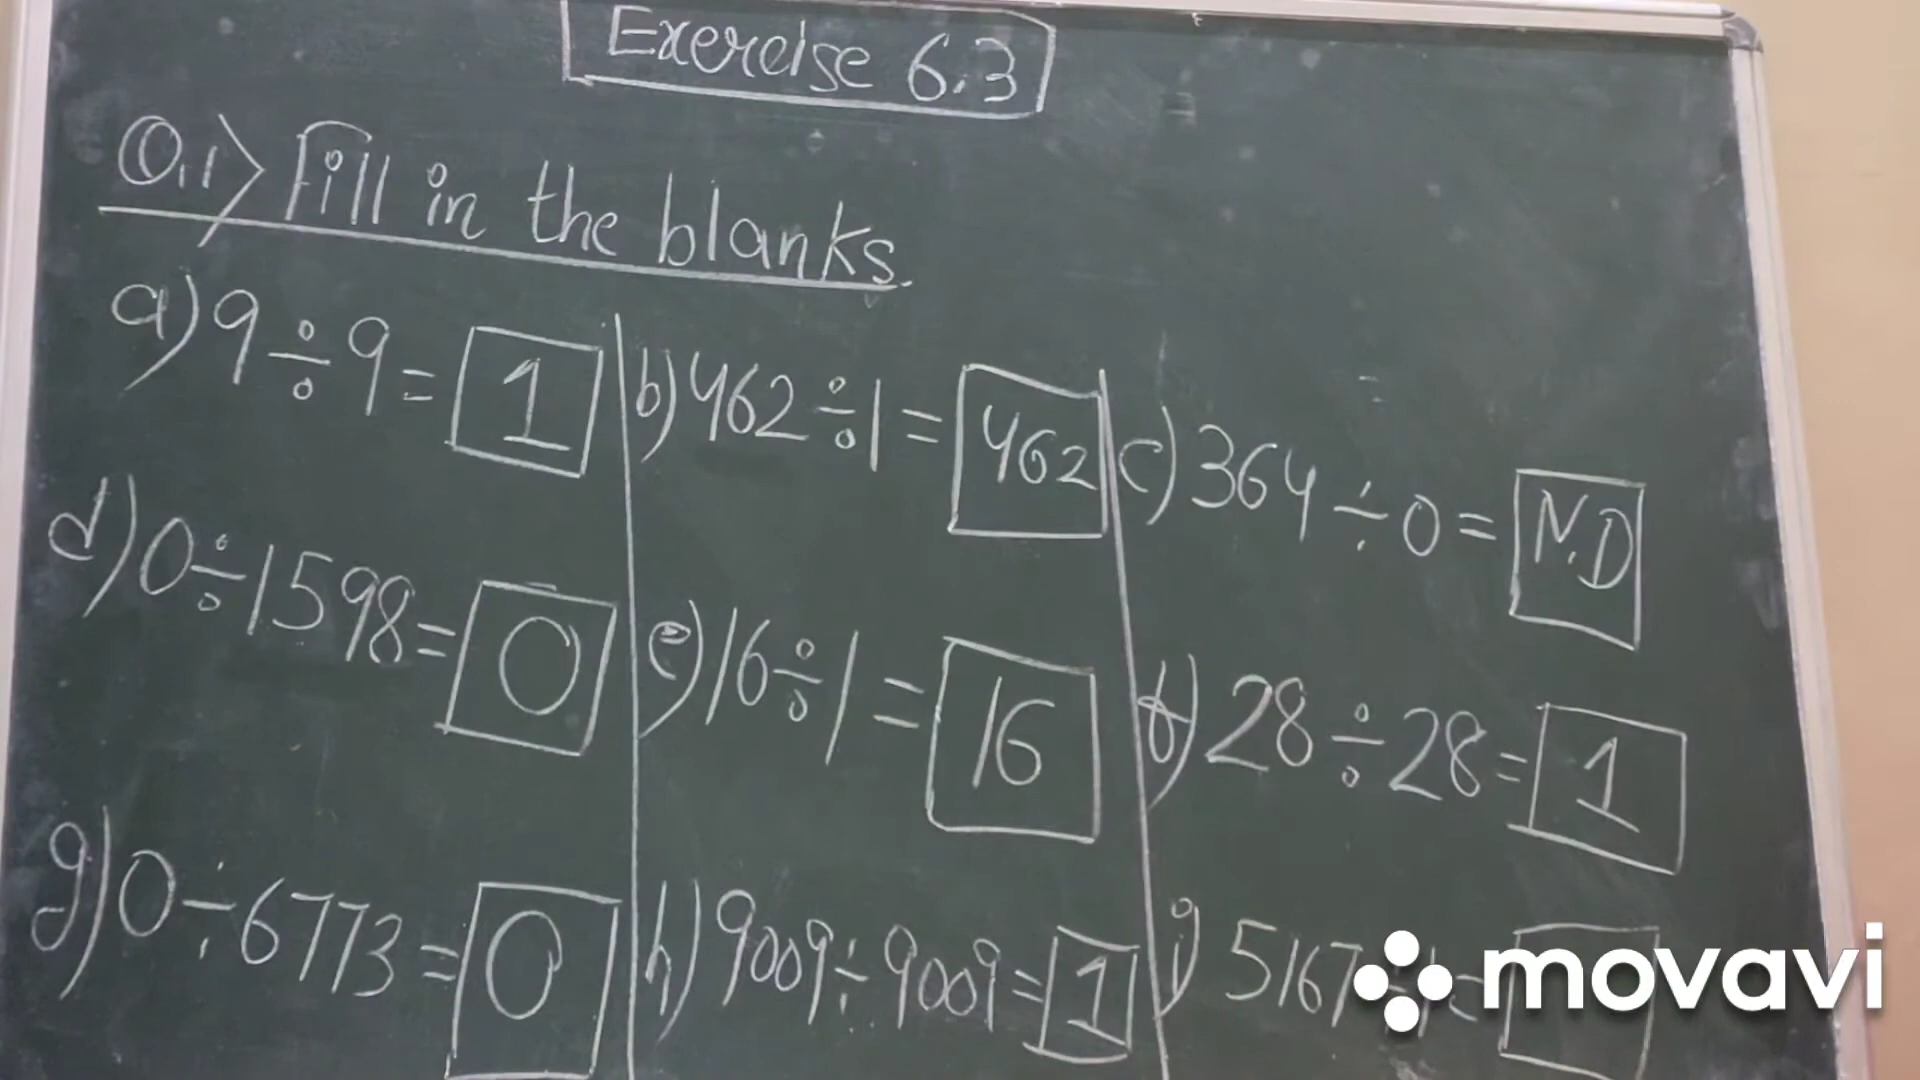 Exercise 6.3
Q.1> Fill in the blanks.
a) 9 ÷ 9 = 1 b) 462 ÷ 1 = 462 c) 364 ÷ 0 = N.D
d) 0 ÷ 1598 = 0 e) 16 ÷ 1 = 16 f) 28 ÷ 28 = 1
g) 0 ÷ 6773 = 0 h) 9009 ÷ 9009 = 1 i) 5167 ÷ 1 =
movavi